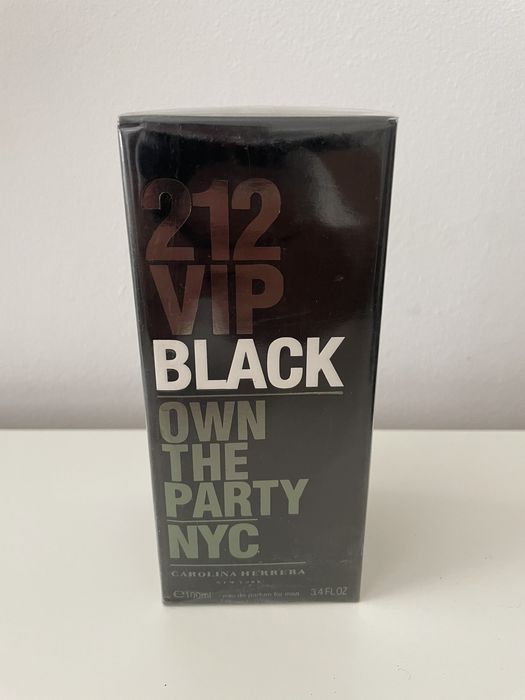 212
VIP
BLACK
OWN
THE
PARTY
NYC
CAROLINA HERRERA
NEW YORK
℮100ml eau de parfum for men 3.4 FL OZ